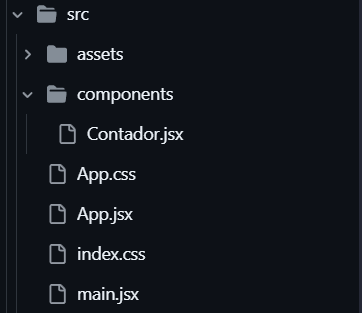 src
assets
components
Contador.jsx
App.css
App.jsx
index.css
main.jsx